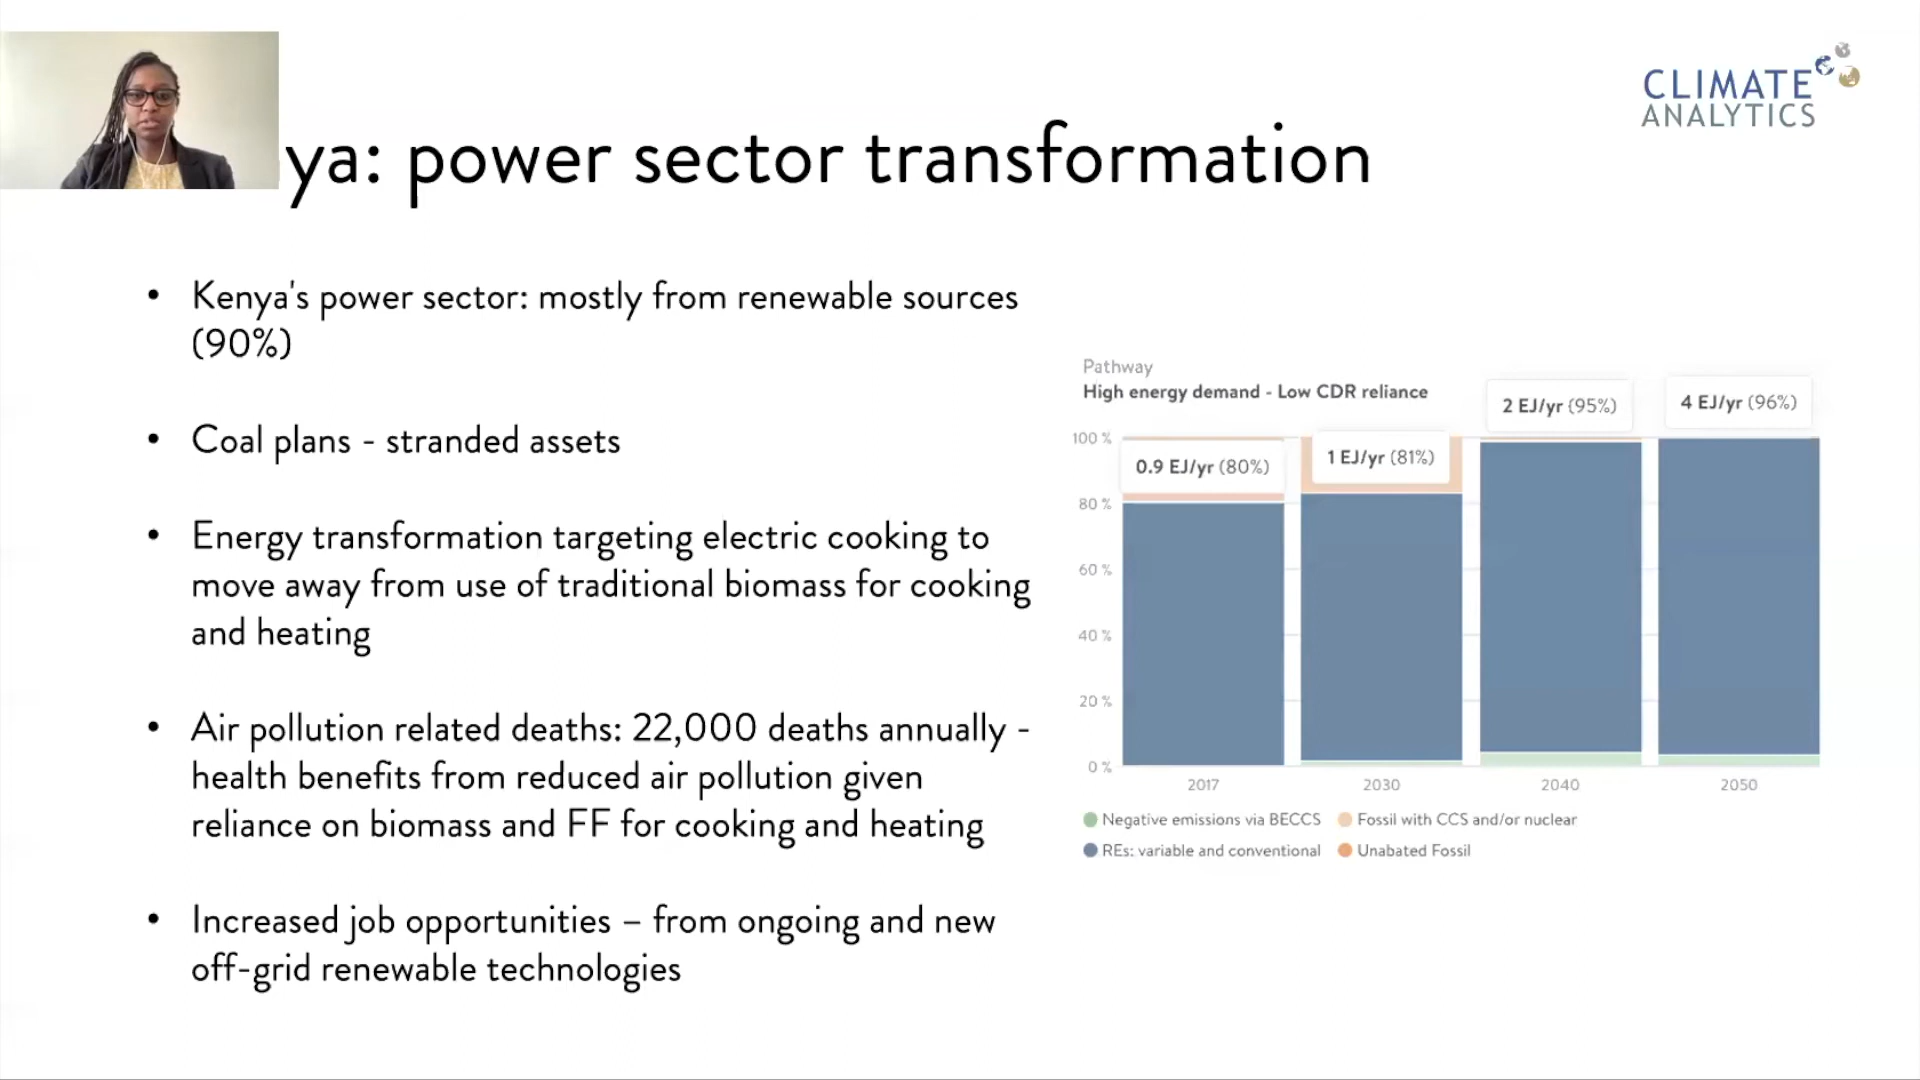 CLIMATE
ANALYTICS
ya: power sector transformation
• Kenya's power sector: mostly from renewable sources
(90%)
• Coal plans - stranded assets
• Energy transformation targeting electric cooking to
move away from use of traditional biomass for cooking
and heating
• Air pollution related deaths: 22,000 deaths annually -
health benefits from reduced air pollution given
reliance on biomass and FF for cooking and heating
• Increased job opportunities – from ongoing and new
off-grid renewable technologies
Pathway
High energy demand - Low CDR reliance
0.9 EJ/yr (80%)
1 EJ/yr (81%)
2 EJ/yr (95%)
4 EJ/yr (96%)
100 %
80 %
60 %
40 %
20 %
0 %
2017 2030 2040 2050
Negative emissions via BECCS Fossil with CCS and/or nuclear
REs: variable and conventional Unabated Fossil